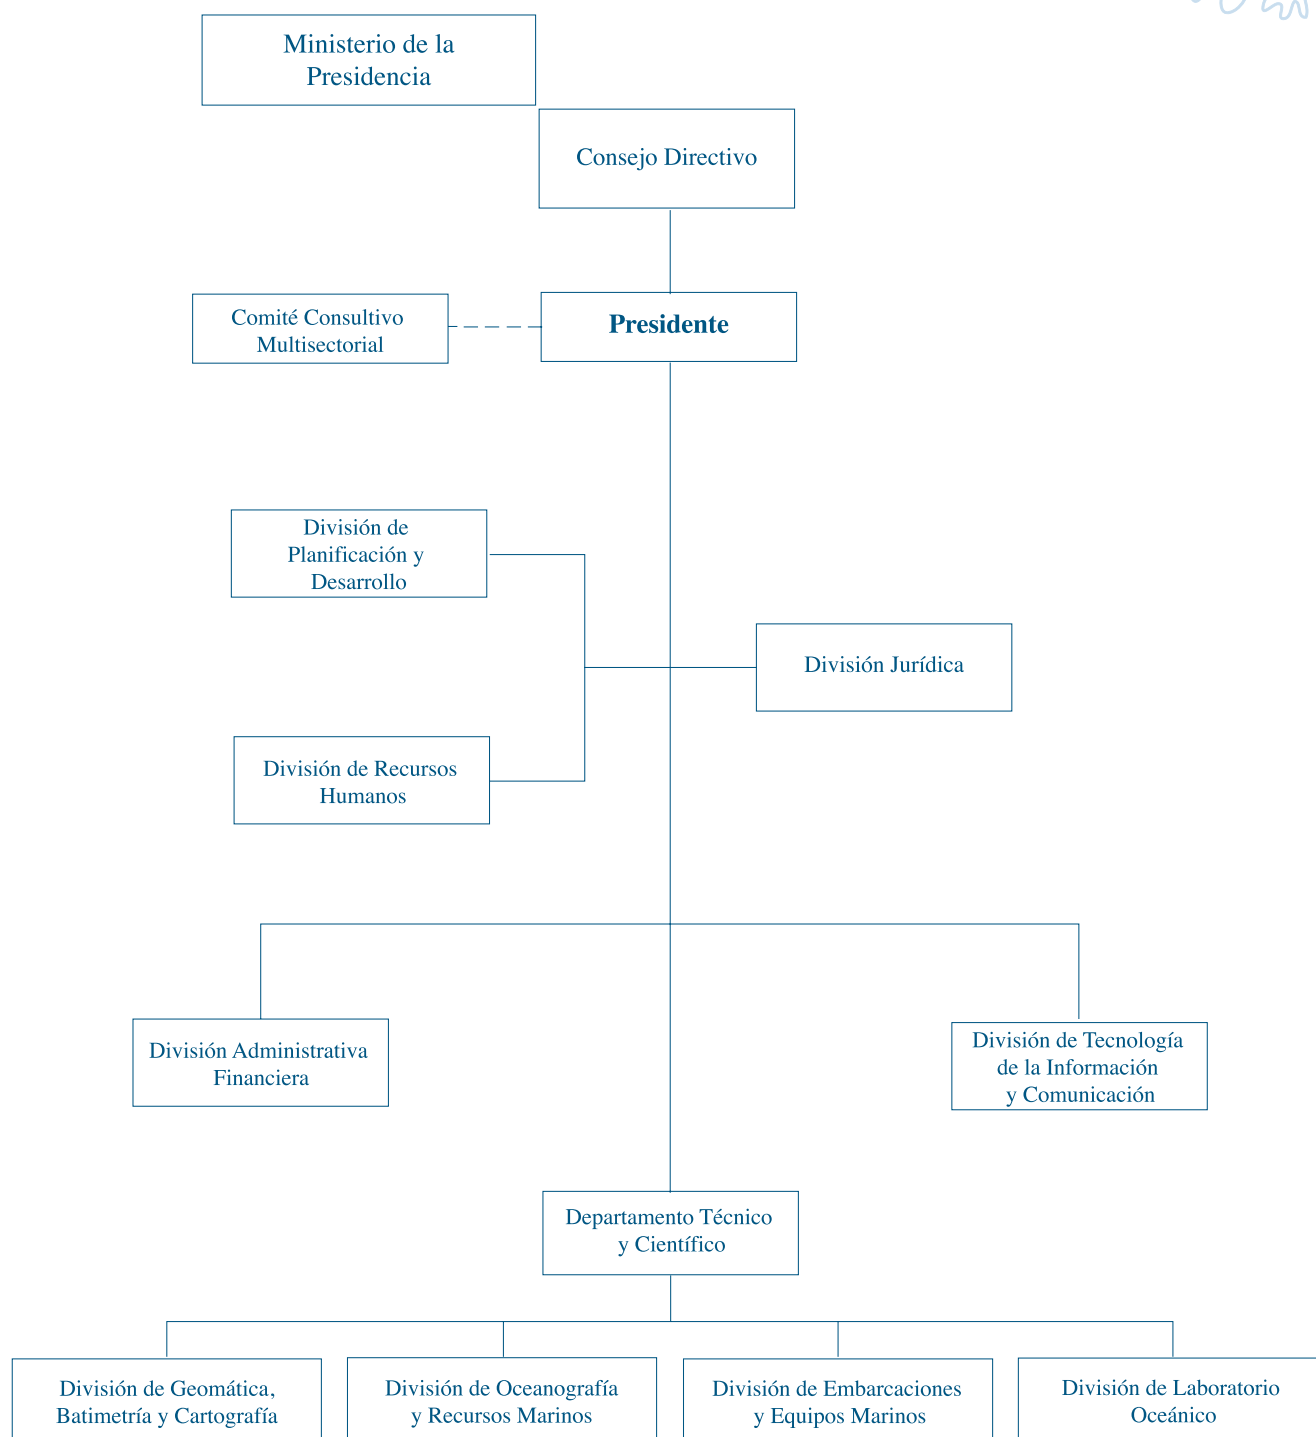 Ministerio de la
Presidencia
Consejo Directivo
Comité Consultivo
Multisectorial
Presidente
División de
Planificación y
Desarrollo
División Jurídica
División de Recursos
Humanos
División Administrativa
Financiera
División de Tecnología
de la Información
y Comunicación
Departamento Técnico
y Científico
División de Geomática,
Batimetría y Cartografía
División de Oceanografía
y Recursos Marinos
División de Embarcaciones
y Equipos Marinos
División de Laboratorio
Oceánico